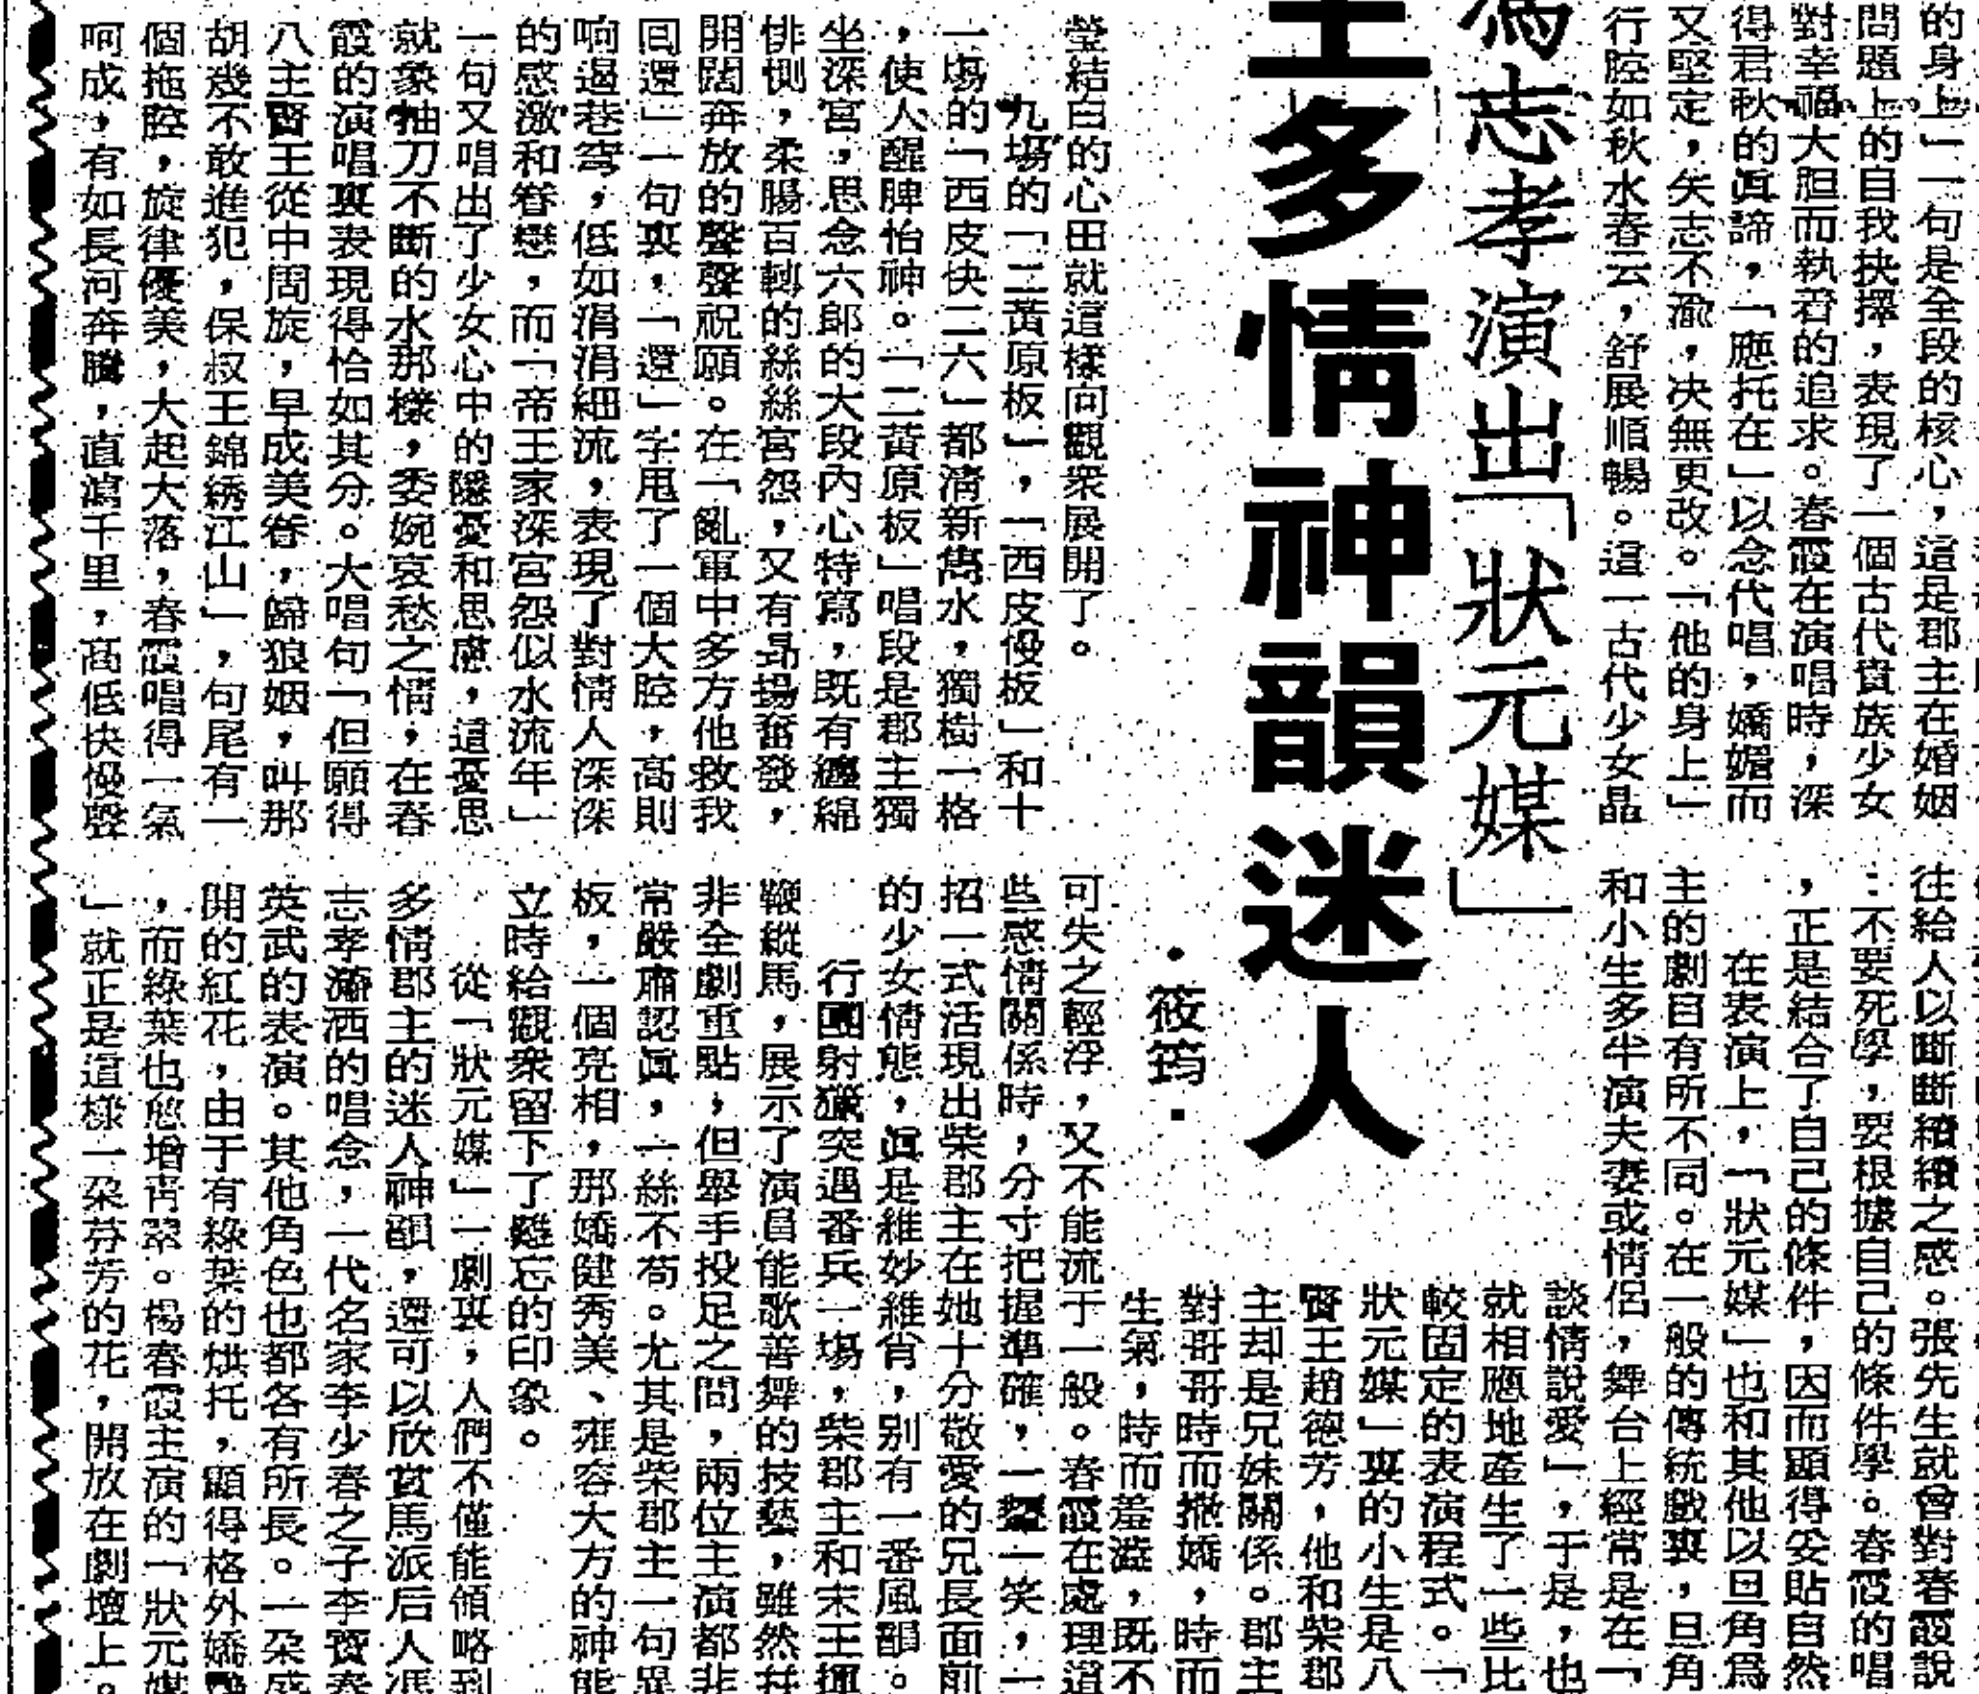 主多情神韻迷人
馮志孝演出「狀元媒」
·筱筠·
的身上」一句是全段的核心，這是郡主在婚姻
問題上的自我抉擇，表現了一個古代貴族少女
對幸福大胆而執着的追求。春霞在演唱時，深
得君秋的眞諦，「應托在」以念代唱，嬌媚而
又堅定，矢志不渝，决無更改。「他的身上」
行腔如秋水春云，舒展順暢。這一古代少女晶
瑩結白的心田就這樣向觀衆展開了。
九場的「二黃原板」，「西皮慢板」和十
一場的「西皮快二六」都清新雋水，獨樹一格
，使人醒脾怡神。「二黃原板」唱段是郡主獨
坐深宮，思念六郎的大段内心特寫，既有纏綿
悱惻，柔腸百轉的絲絲宮怨，又有昻揚奮發，
開闊奔放的聲聲祝願。在「亂軍中多方他救我
囘還」一句裏，「還」字甩了一個大腔，高則
响遏巷穹，低如涓涓細流，表現了對情人深深
的感激和眷戀，而「帝王家深宮怨似水流年」
一句又唱出了少女心中的隱憂和思慮，這憂思
就象抽刀不斷的水那樣，委婉哀愁之情，在春
霞的演唱裏表現得恰如其分。大唱句「但願得
八主賢王從中周旋，早成美眷，歸狼姻，叫那
胡幾不敢進犯，保叔王錦綉江山」，句尾有一
個拖腔，旋律優美，大起大落，春霞唱得一氣
呵成，有如長河奔騰，直瀉千里，高低快慢聲
往給人以斷斷續續之感。張先生就曾對春霞說
：不要死學，要根據自己的條件學。春霞的唱
，正是結合了自己的條件，因而顯得妥貼自然
在表演上，「狀元媒」也和其他以旦角爲
主的劇目有所不同。在一般的傳統戲裏，旦角
和小生多半演夫妻或情侶，舞台上經常是在「
談情說愛」，于是，也
就相應地產生了一些比
較固定的表演程式。「
狀元媒」裏的小生是八
賢王趙德芳，他和柴郡
主却是兄妹關係。郡主
對哥哥時而撒嬌，時而
生氣，時而羞澁，既不
可失之輕浮，又不能流于一般。春霞在處理這
些感情關係時，分寸把握準確，一顰一笑，一
招一式活現出柴郡主在她十分敬愛的兄長面前
的少女情態，眞是維妙維肖，别有一番風韻。
行圍射獵突遇番兵一場，柴郡主和末王揮
鞭縱馬，展示了演員能歌善舞的技藝，雖然并
非全劇重點，但舉手投足之間，兩位主演都非
常嚴肅認眞，一絲不苟。尤其是柴郡主一句異
板，一個亮相，那嬌健秀美、雍容大方的神態
立時給觀衆留下了難忘的印象。
從「狀元媒」一劇裏，人們不僅能領略到
多情郡主的迷人神韻，還可以欣賞馬派后人馮
志孝瀟洒的唱念，一代名家李少春之子李寶春
英武的表演。其他角色也都各有所長。一朶盛
開的紅花，由于有綠葉的烘托，顯得格外嬌艷
，而綠葉也愈增靑翠。楊春霞主演的「狀元媒
」就正是這樣一朶芬芳的花，開放在劇壇上。